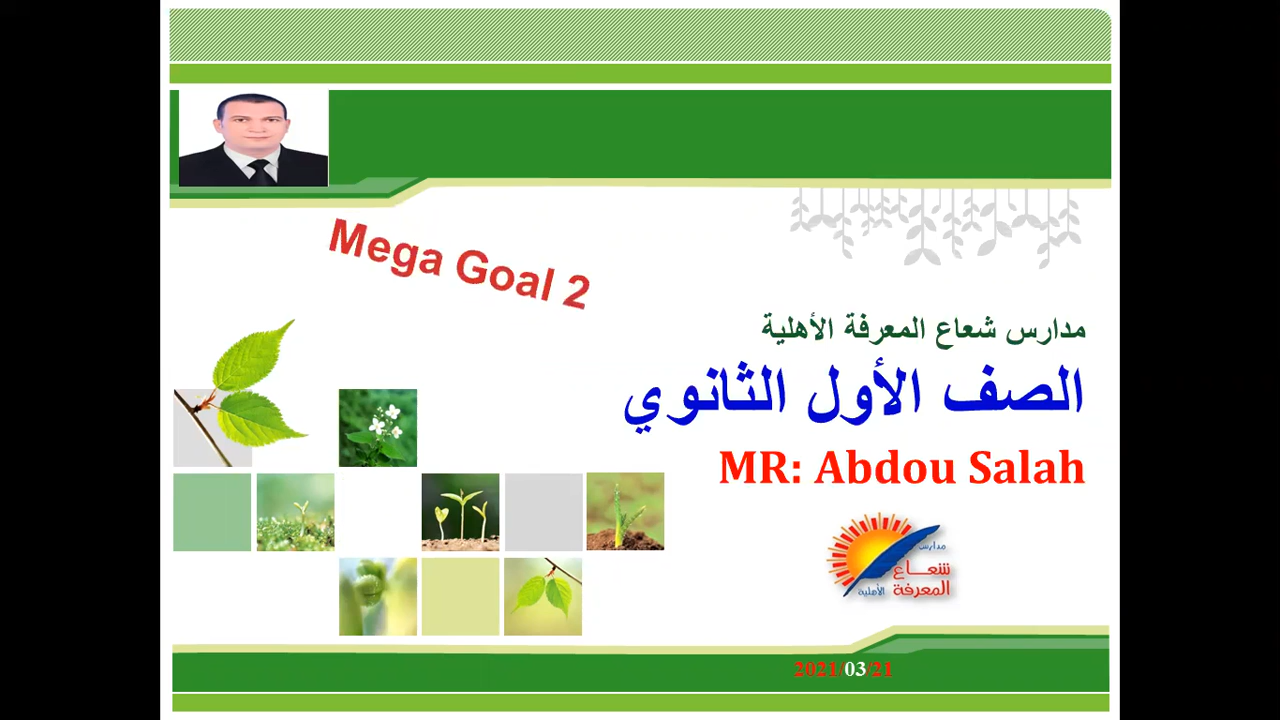 Mega Goal 2
مدارس شعاع المعرفة الأهلية
الصف الأول الثانوي
MR: Abdou Salah
مدارس
شعاع
المعرفة الأهلية
2021/03/21